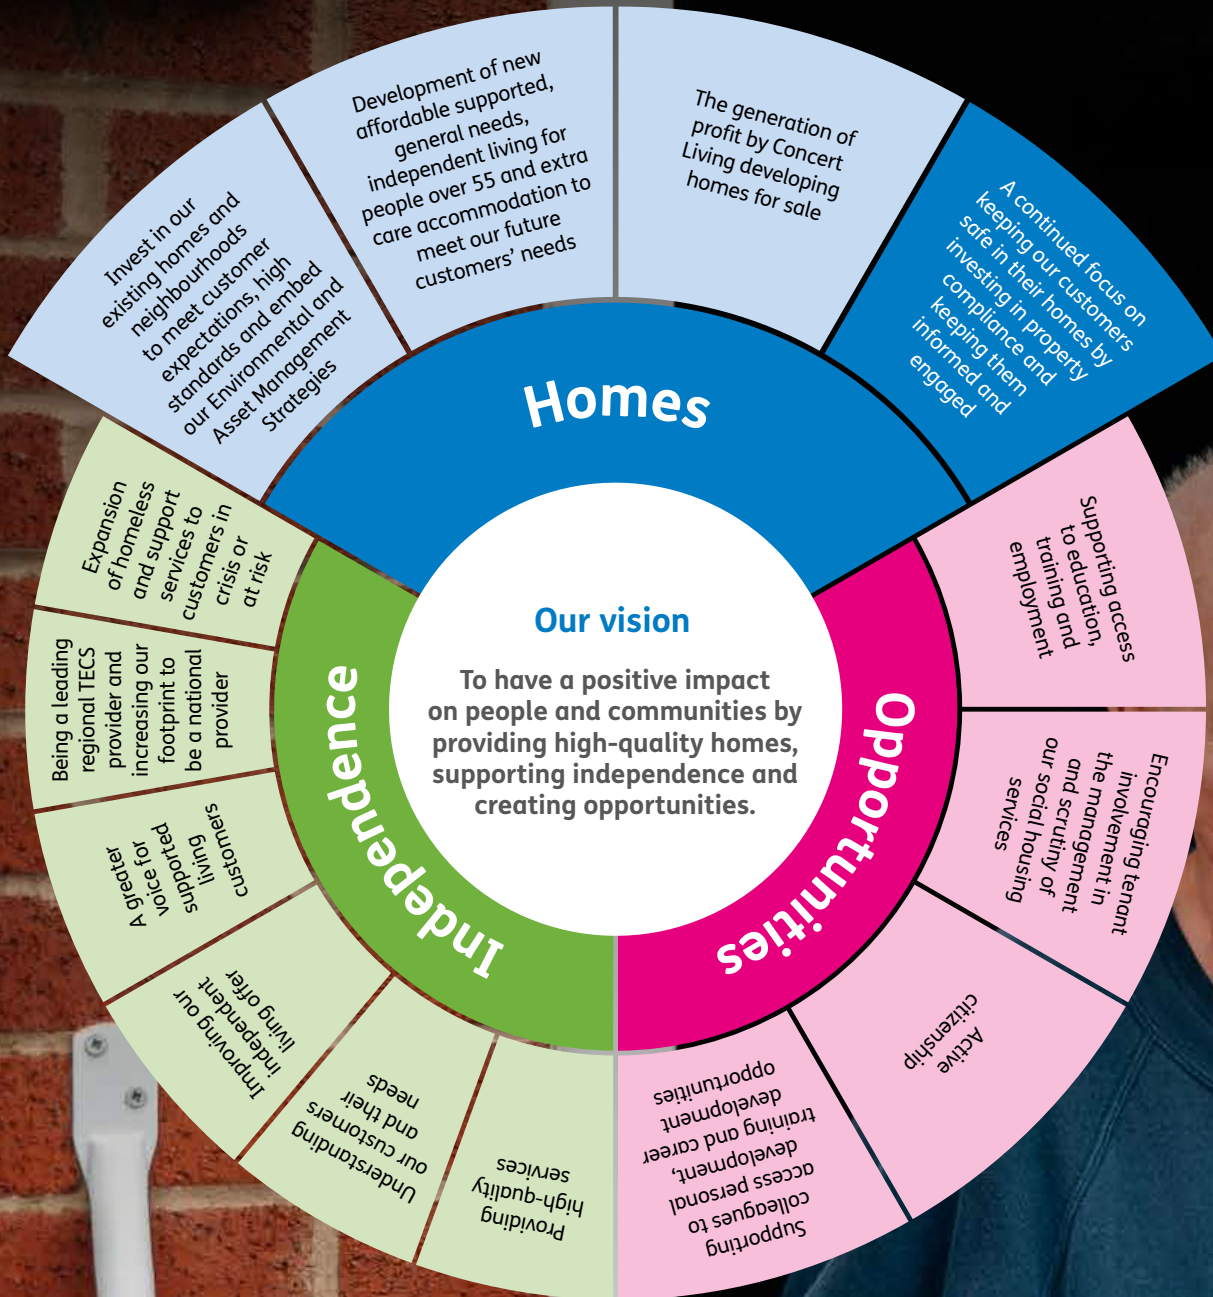 Our vision
To have a positive impact
on people and communities by
providing high-quality homes,
supporting independence and
creating opportunities.
Homes
Invest in our
existing homes and
neighbourhoods
to meet customer
expectations, high
standards and embed
our Environmental and
Asset Management
Strategies
Development of new
affordable supported,
general needs,
independent living for
people over 55 and extra
care accommodation to
meet our future
customers’ needs
The generation of
profit by Concert
Living developing
homes for sale
A continued focus on
keeping our customers
safe in their homes by
investing in property
compliance and
keeping them
informed and
engaged
Opportunities
Supporting access
to education,
training and
employment
Encouraging tenant
involvement in
the management
and scrutiny of
our social housing
services
Active
citizenship
Supporting
colleagues to
access personal
development,
training and career
development
opportunities
Independence
Providing
high-quality
services
Understanding
our customers
and their
needs
Improving our
independent
living offer
A greater
voice for
supported
living
customers
Being a leading
regional TECS
provider and
increasing our
footprint to
be a national
provider
Expansion
of homeless
and support
services to
customers in
crisis or
at risk